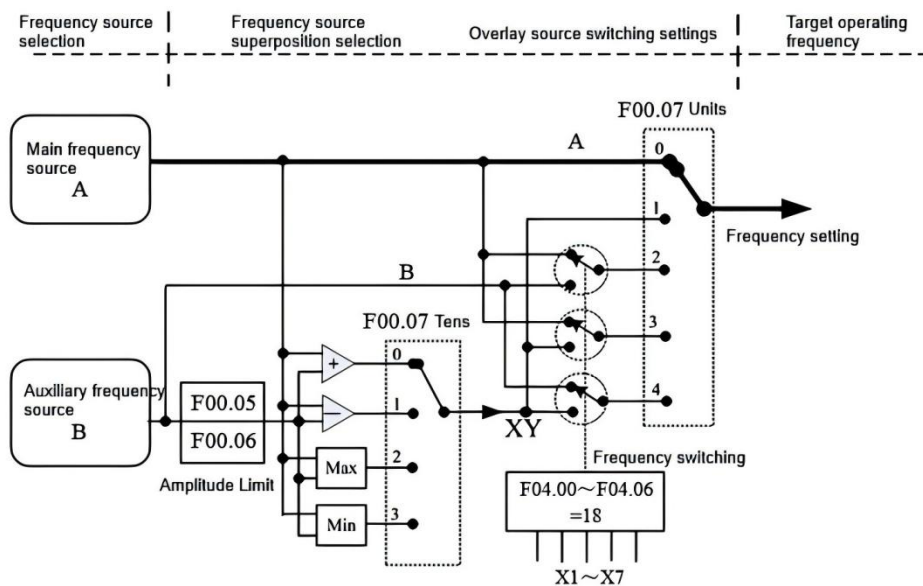 Frequency source
selection
Frequency source
superposition selection
Overlay source switching settings
Target operating
frequency
F00.07 Units
Main frequency
source
A
A
0
1
Frequency setting
2
B
F00.07 Tens
3
0
+
Auxiliary frequency
source
B
F00.05
F00.06
−
1
4
XY
Amplitude Limit
Max
2
Frequency switching
Min
3
F04.00～F04.06
=18
X1～X7